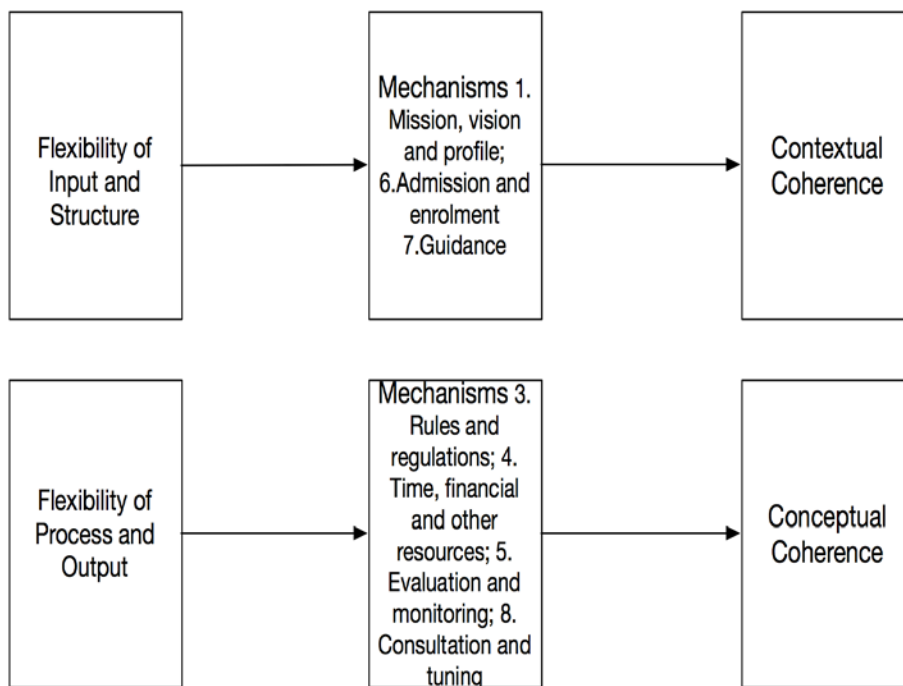 Flexibility of
Input and
Structure
Mechanisms 1.
Mission, vision
and profile;
6.Admission and
enrolment
7.Guidance
Contextual
Coherence
Flexibility of
Process and
Output
Mechanisms 3.
Rules and
regulations; 4.
Time, financial
and other
resources; 5.
Evaluation and
monitoring; 8.
Consultation and
tuning
Conceptual
Coherence